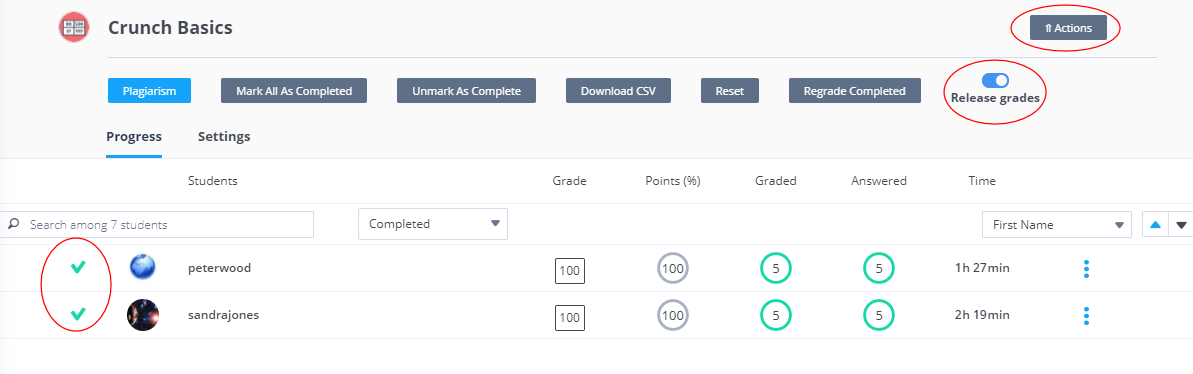 Crunch Basics
⇑ Actions
Plagiarism Mark All As Completed Unmark As Complete Download CSV Reset Regrade Completed Release grades
Progress Settings
Students Grade Points (%) Graded Answered Time
Search among 7 students Completed First Name
peterwood 100 100 5 5 1h 27min
sandrajones 100 100 5 5 2h 19min